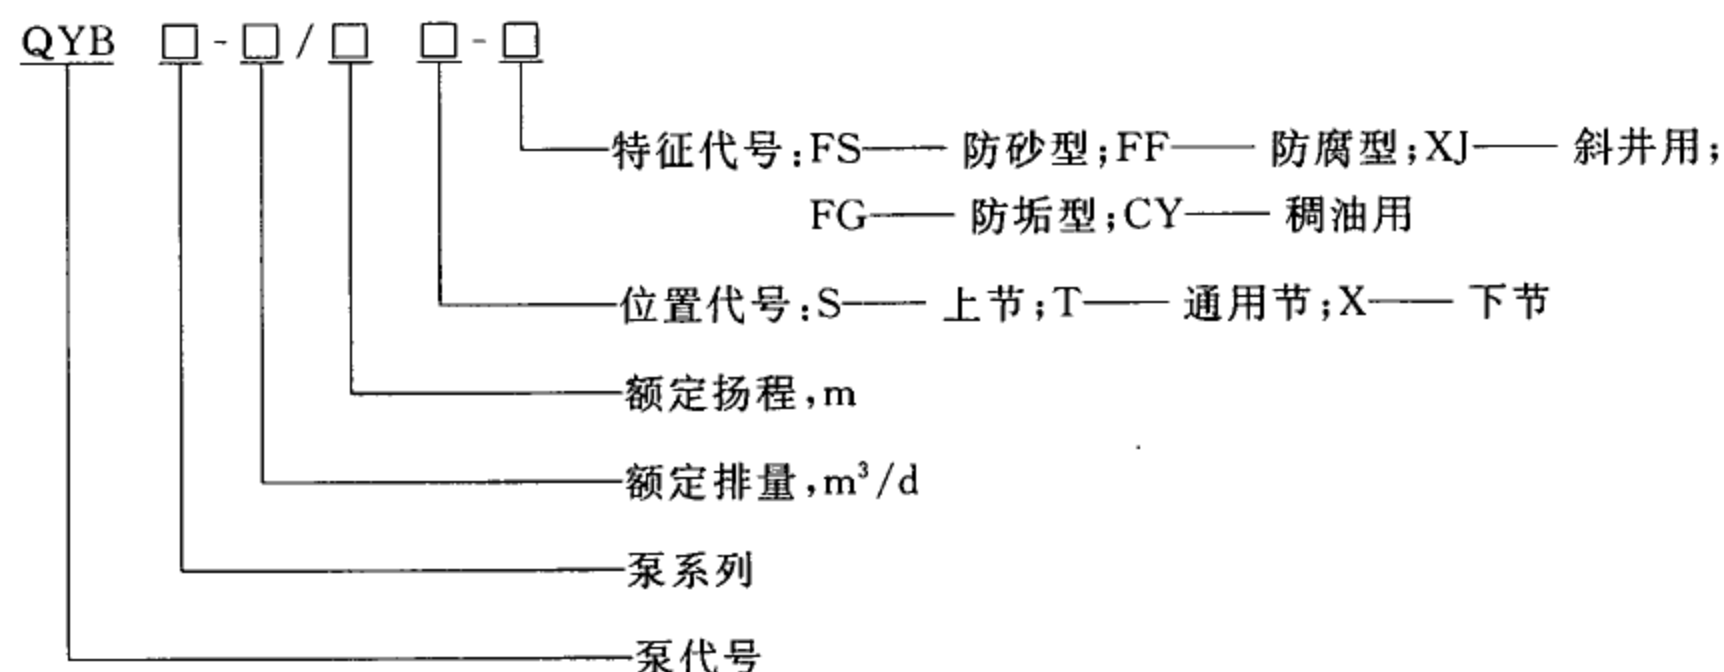 QYB □-□/□ □-□
特征代号:FS—— 防砂型;FF—— 防腐型;XJ—— 斜井用;
FG—— 防垢型;CY—— 稠油用
位置代号:S—— 上节;T—— 通用节;X—— 下节
额定扬程,m
额定排量,m³/d
泵系列
泵代号